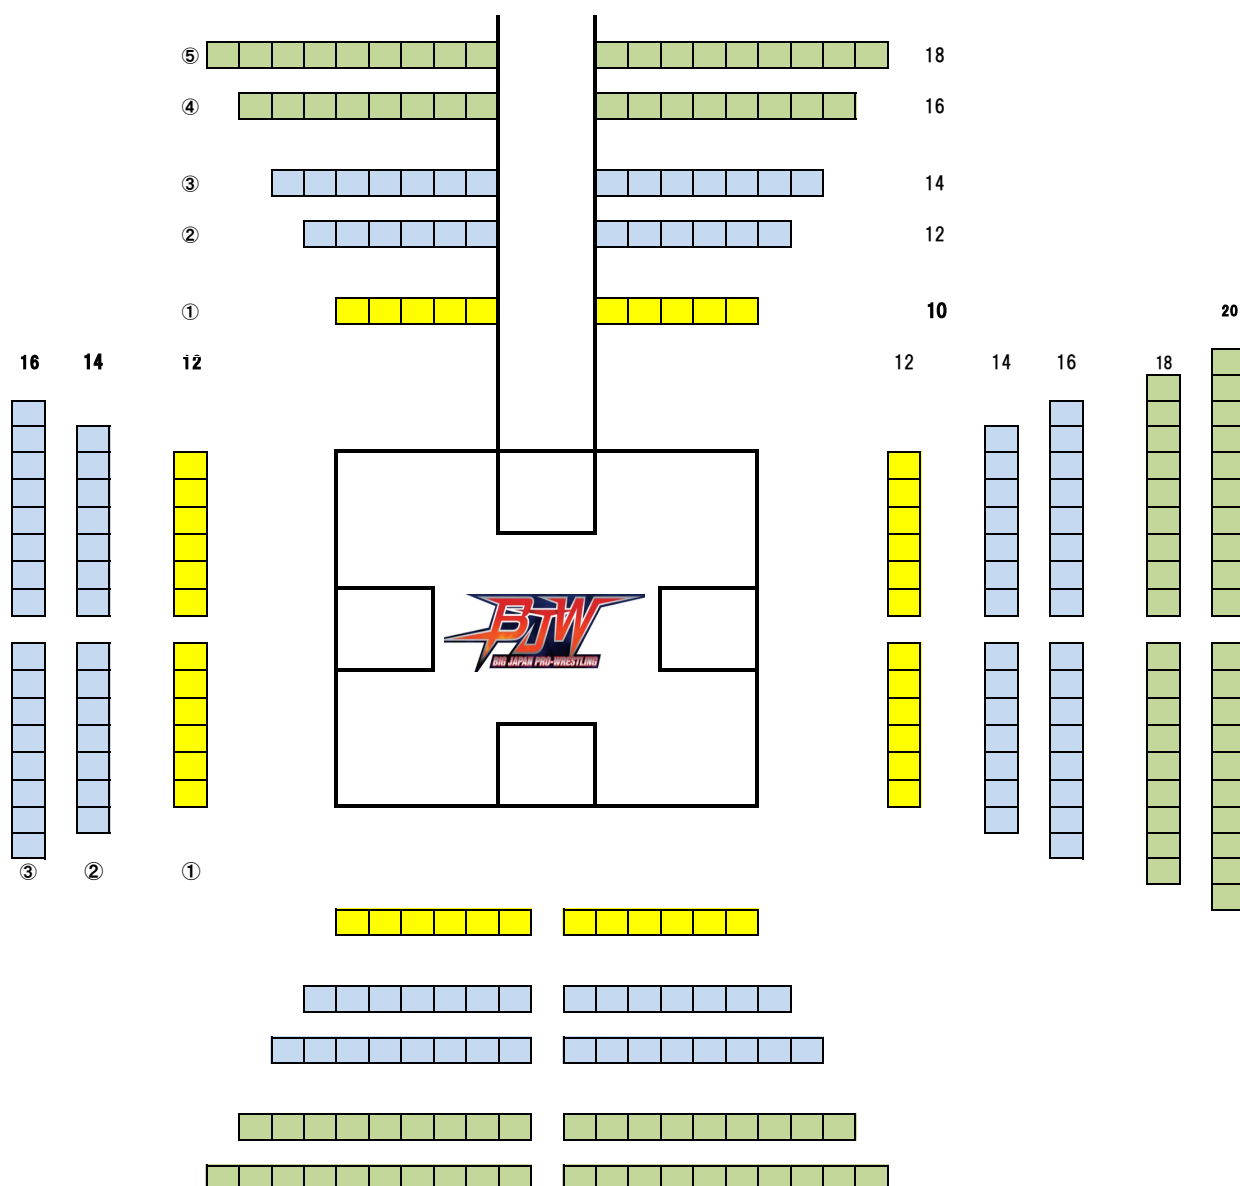 ⑤ 18
④ 16
③ 14
② 12
① 10 20
16 14 12 12 14 16 18
BJW
BIG JAPAN PRO-WRESTLING
③ ② ①